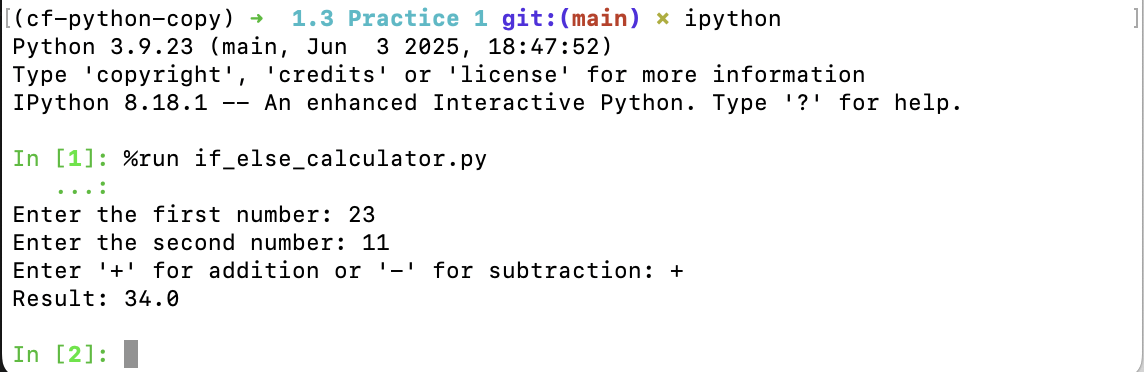 [(cf-python-copy) ➜  1.3 Practice 1 git:(main) ✗ ipython ]
Python 3.9.23 (main, Jun  3 2025, 18:47:52)
Type 'copyright', 'credits' or 'license' for more information
IPython 8.18.1 -- An enhanced Interactive Python. Type '?' for help.
In [1]: %run if_else_calculator.py
   ...:
Enter the first number: 23
Enter the second number: 11
Enter '+' for addition or '-' for subtraction: +
Result: 34.0
In [2]: